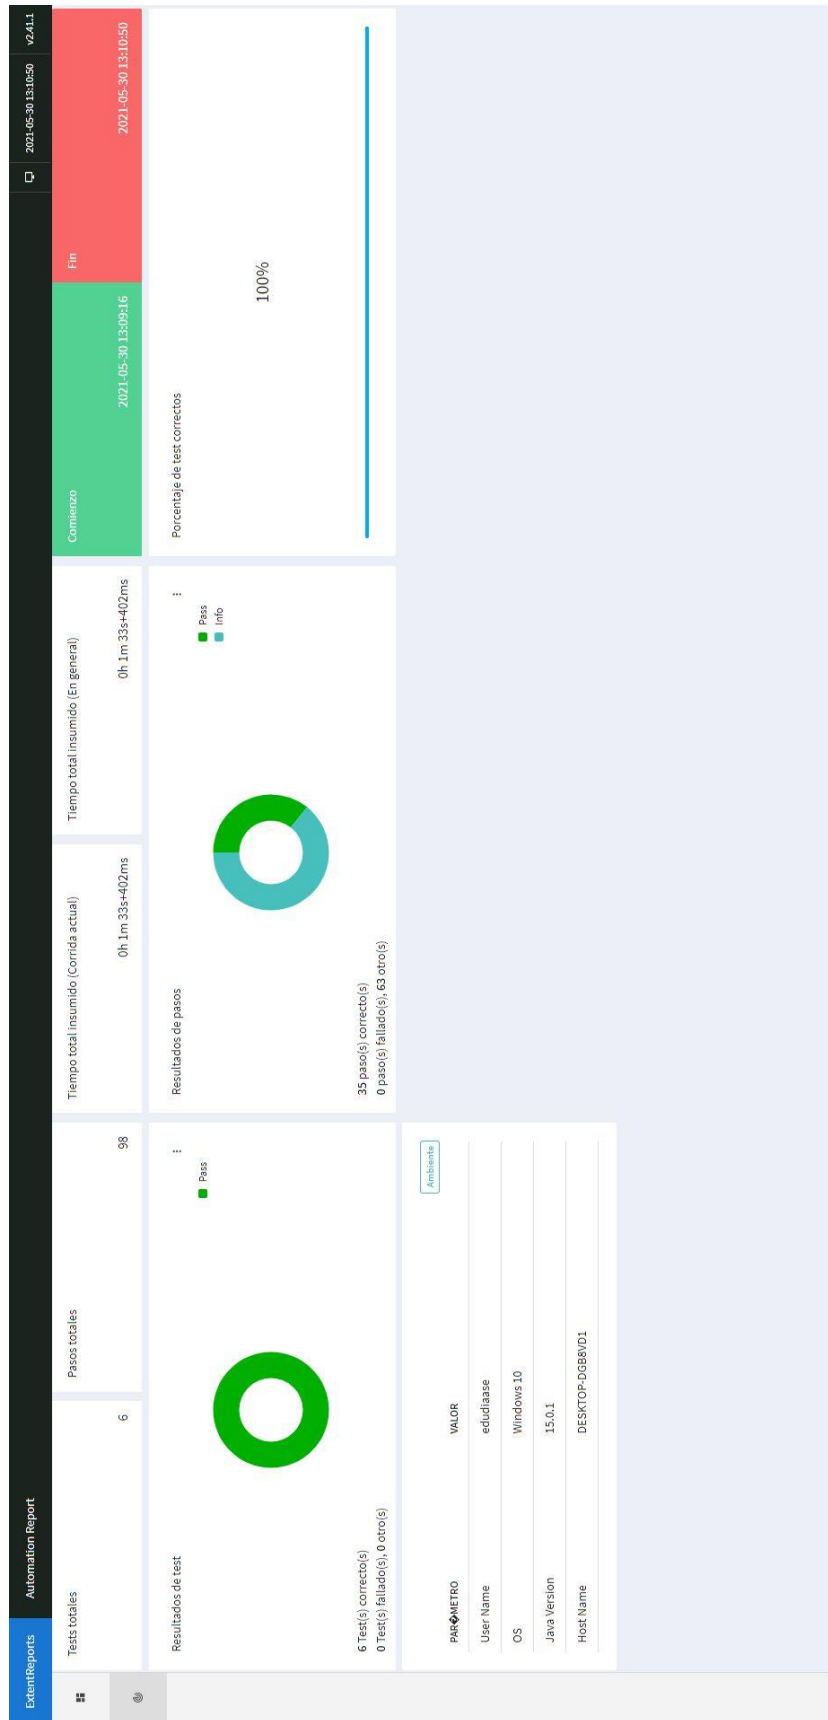 ExtentReports
Automation Report
2021-05-30 13:10:50
v2.41.1
Tests totales
6
Pasos totales
98
Tiempo total insumido (Corrida actual)
0h 1m 33s+402ms
Tiempo total insumido (En general)
0h 1m 33s+402ms
Comienzo
2021-05-30 13:09:16
Fin
2021-05-30 13:10:50
Resultados de test
Pass
6 Test(s) correcto(s)
0 Test(s) fallado(s), 0 otro(s)
Resultados de pasos
Pass
Info
35 paso(s) correcto(s)
0 paso(s) fallado(s), 63 otro(s)
Porcentaje de test correctos
100%
Ambiente
PAR�METRO VALOR
User Name edudiaase
OS Windows 10
Java Version 15.0.1
Host Name DESKTOP-DGB8VD1